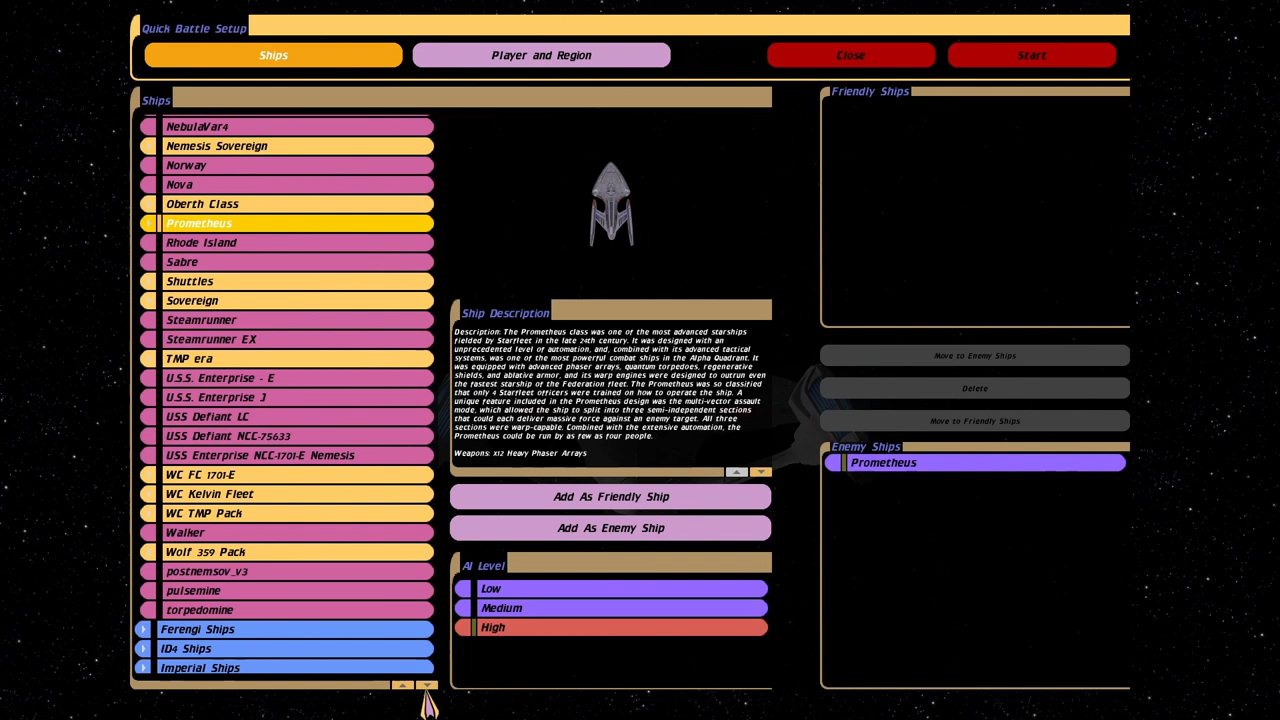 Quick Battle Setup
Ships
Player and Region
Close
Start
Ships
NebulaVar4
Nemesis Sovereign
Norway
Nova
Oberth Class
Prometheus
Rhode Island
Sabre
Shuttles
Sovereign
Steamrunner
Steamrunner EX
TMP era
U.S.S. Enterprise - E
U.S.S. Enterprise J
USS Defiant LC
USS Defiant NCC-75633
USS Enterprise NCC-1701-E Nemesis
WC FC 1701-E
WC Kelvin Fleet
WC TMP Pack
Walker
Wolf 359 Pack
postnemsov_v3
pulsemine
torpedomine
Ferengi Ships
ID4 Ships
Imperial Ships
Ship Description
Description: The Prometheus class was one of the most advanced starships
fielded by Starfleet in the late 24th century. It was designed with an
unprecedented level of automation, and, combined with its advanced tactical
systems, was one of the most powerful combat ships in the Alpha Quadrant. It
was equipped with advanced phaser arrays, quantum torpedoes, regenerative
shields, and ablative armor, and its warp engines were designed to outrun even
the fastest starship of the Federation fleet. The Prometheus was so classified
that only 4 Starfleet officers were trained on how to operate the ship. A
unique feature included in the Prometheus design was the multi-vector assault
mode, which allowed the ship to split into three semi-independent sections
that could each deliver massive force against an enemy target. All three
sections were warp-capable. Combined with the extensive automation, the
Prometheus could be run by as few as four people.
Weapons: x12 Heavy Phaser Arrays
Add As Friendly Ship
Add As Enemy Ship
AI Level
Low
Medium
High
Friendly Ships
Move to Enemy Ships
Delete
Move to Friendly Ships
Enemy Ships
Prometheus